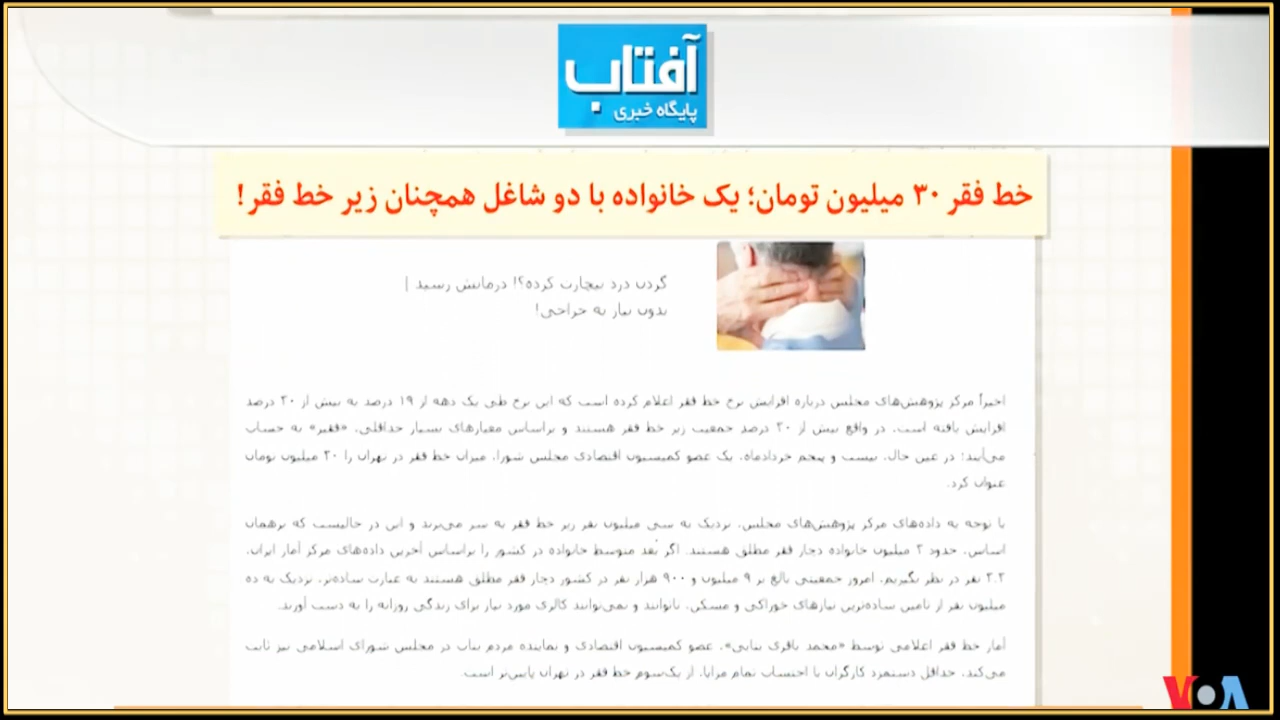 آفتاب
پایگاه خبری
خط فقر ۳۰ میلیون تومان؛ یک خانواده با دو شاغل همچنان زیر خط فقر!
گردن درد بیچارت کرده؟! درمانش رسید |
بدون نیاز به جراحی!
اخیراً مرکز پژوهش‌های مجلس درباره افزایش نرخ خط فقر اعلام کرده است که این نرخ طی یک دهه از ۱۹ درصد به بیش از ۳۰ درصد
افزایش یافته است. در واقع بیش از ۳۰ درصد جمعیت زیر خط فقر هستند و براساس معیارهای بسیار حداقلی، «فقیر» به حساب
می‌آیند؛ در عین حال، بیست و پنجم خردادماه، یک عضو کمیسیون اقتصادی مجلس شورا، میزان خط فقر در تهران را ۳۰ میلیون تومان
عنوان کرد.
با توجه به داده‌های مرکز پژوهش‌های مجلس، نزدیک به سی میلیون نفر زیر خط فقر به سر می‌برند و این در حالیست که برهمان
اساس، حدود ۳ میلیون خانواده دچار فقر مطلق هستند. اگر بُعد متوسط خانواده در کشور را براساس آخرین داده‌های مرکز آمار ایران،
۳.۳ نفر در نظر بگیریم، امروز جمعیتی بالغ بر ۹ میلیون و ۹۰۰ هزار نفر در کشور دچار فقر مطلق هستند به عبارت ساده‌تر، نزدیک به ده
میلیون نفر از تامین ساده‌ترین نیازهای خوراکی و مسکن، ناتوانند و نمی‌توانند کالری مورد نیاز برای زندگی روزانه را به دست آورند.
آمار خط فقر اعلامی توسط «محمد باقری بنابی»، عضو کمیسیون اقتصادی و نماینده مردم بناب در مجلس شورای اسلامی نیز ثابت
می‌کند، حداقل دستمزد کارگران با احتساب تمام مزایا، از یک‌سوم خط فقر در تهران پایین‌تر است.
VOA